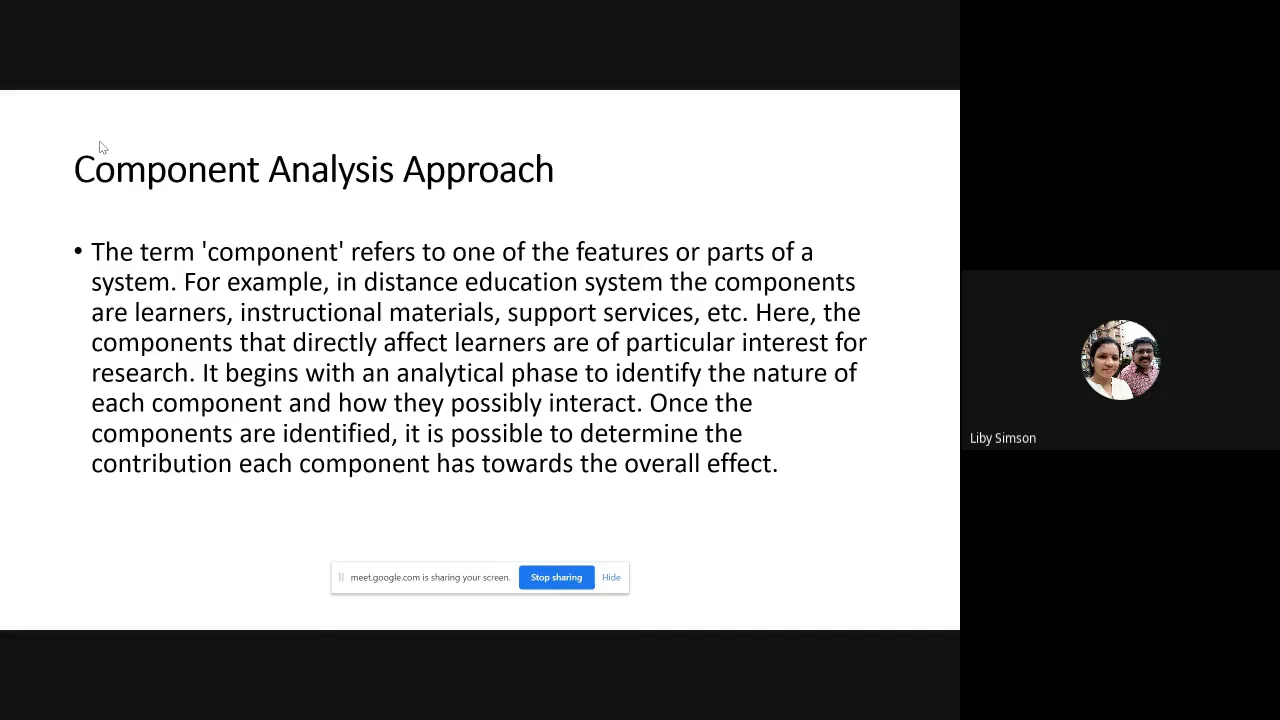 Component Analysis Approach
• The term 'component' refers to one of the features or parts of a
system. For example, in distance education system the components
are learners, instructional materials, support services, etc. Here, the
components that directly affect learners are of particular interest for
research. It begins with an analytical phase to identify the nature of
each component and how they possibly interact. Once the
components are identified, it is possible to determine the
contribution each component has towards the overall effect.
meet.google.com is sharing your screen. Stop sharing Hide
Liby Simson